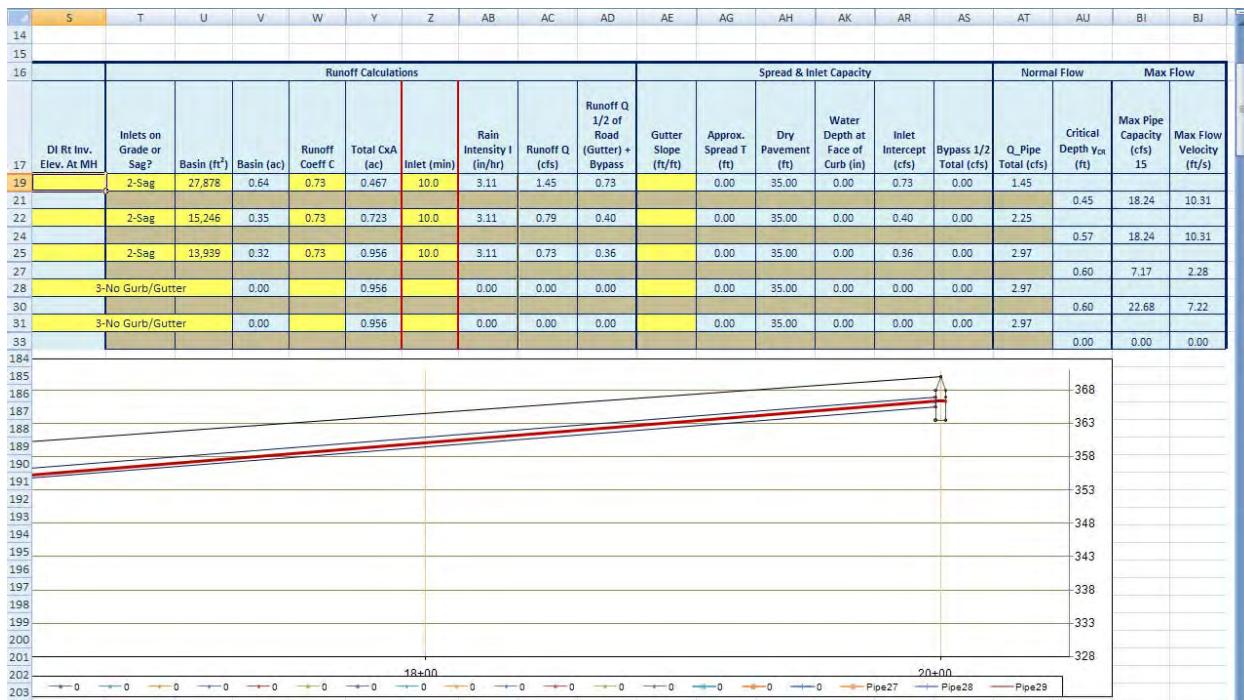 S T U V W Y Z AB AC AD AE AG AH AK AR AS AT AU BI BJ
14
15
16 Runoff Calculations Spread & Inlet Capacity Normal Flow Max Flow
17 DI Rt Inv. Elev. At MH Inlets on Grade or Sag? Basin (ft²) Basin (ac) Runoff Coeff C Total CxA (ac) Inlet (min) Rain Intensity I (in/hr) Runoff Q (cfs) Runoff Q 1/2 of Road (Gutter) + Bypass Gutter Slope (ft/ft) Approx. Spread T (ft) Dry Pavement (ft) Water Depth at Face of Curb (in) Inlet Intercept (cfs) Bypass 1/2 Total (cfs) Q_Pipe Total (cfs) Critical Depth yCR (ft) Max Pipe Capacity (cfs) 15 Max Flow Velocity (ft/s)
19 2-Sag 27,878 0.64 0.73 0.467 10.0 3.11 1.45 0.73 0.00 35.00 0.00 0.73 0.00 1.45
21 0.45 18.24 10.31
22 2-Sag 15,246 0.35 0.73 0.723 10.0 3.11 0.79 0.40 0.00 35.00 0.00 0.40 0.00 2.25
24 0.57 18.24 10.31
25 2-Sag 13,939 0.32 0.73 0.956 10.0 3.11 0.73 0.36 0.00 35.00 0.00 0.36 0.00 2.97
27 0.60 7.17 2.28
28 3-No Gurb/Gutter 0.00 0.956 0.00 0.00 0.00 0.00 35.00 0.00 0.00 0.00 2.97
30 0.60 22.68 7.22
31 3-No Gurb/Gutter 0.00 0.956 0.00 0.00 0.00 0.00 35.00 0.00 0.00 0.00 2.97
33 0.00 0.00 0.00
184
185
186 368
187
188 363
189
190 358
191
192 353
193
194 348
195
196 343
197
198 338
199 333
200
201 328
202 18+00 20+00
203 0 0 0 0 0 0 0 0 0 0 0 0 0 0 0 Pipe27 Pipe28 Pipe29